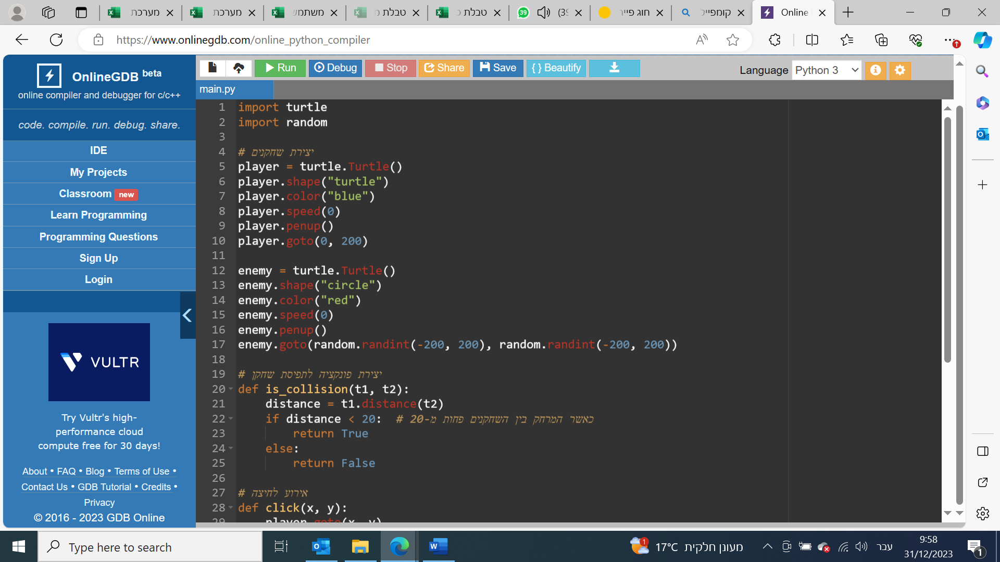 מערכת
מערכת
משתמע
טבלת מ
טבלת כ
39
(39
חוג פייר
קומפייל
Online
https://www.onlinegdb.com/online_python_compiler
OnlineGDB beta
online compiler and debugger for c/c++
code. compile. run. debug. share.
IDE
My Projects
Classroom new
Learn Programming
Programming Questions
Sign Up
Login
VULTR
Try Vultr's high-
performance cloud
compute free for 30 days!
About • FAQ • Blog • Terms of Use •
Contact Us • GDB Tutorial • Credits •
Privacy
© 2016 - 2023 GDB Online
Run Debug Stop Share Save { } Beautify
Language Python 3
main.py
1 import turtle
2 import random
3
4 # יצירת שחקנים
5 player = turtle.Turtle()
6 player.shape("turtle")
7 player.color("blue")
8 player.speed(0)
9 player.penup()
10 player.goto(0, 200)
11
12 enemy = turtle.Turtle()
13 enemy.shape("circle")
14 enemy.color("red")
15 enemy.speed(0)
16 enemy.penup()
17 enemy.goto(random.randint(-200, 200), random.randint(-200, 200))
18
19 # יצירת פונקציה לתפיסת שחקן
20 def is_collision(t1, t2):
21 distance = t1.distance(t2)
22 if distance < 20: # כאשר המרחק בין השחקנים פחות מ-20
23 return True
24 else:
25 return False
26
27 # אירוע לחיצה
28 def click(x, y):
29 player.goto(x, y)
Type here to search
1
17°C מעונן חלקית
עבר
9:58
31/12/2023
1